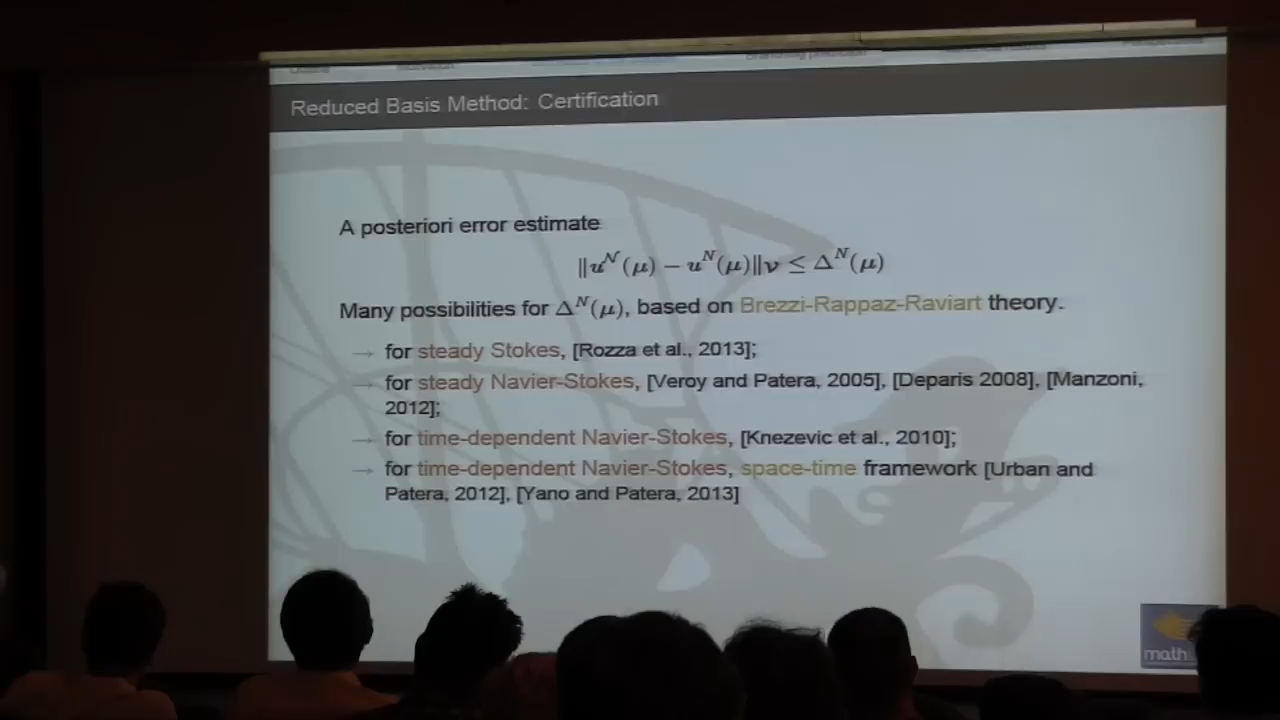 Reduced Basis Method: Certification
A posteriori error estimate
‖u^𝒩(μ) − u^N(μ)‖𝒱 ≤ Δ^N(μ)
Many possibilities for Δ^N(μ), based on Brezzi-Rappaz-Raviart theory.
→ for steady Stokes, [Rozza et al., 2013];
→ for steady Navier-Stokes, [Veroy and Patera, 2005], [Deparis 2008], [Manzoni,
2012];
→ for time-dependent Navier-Stokes, [Knezevic et al., 2010];
→ for time-dependent Navier-Stokes, space-time framework [Urban and
Patera, 2012], [Yano and Patera, 2013]
math